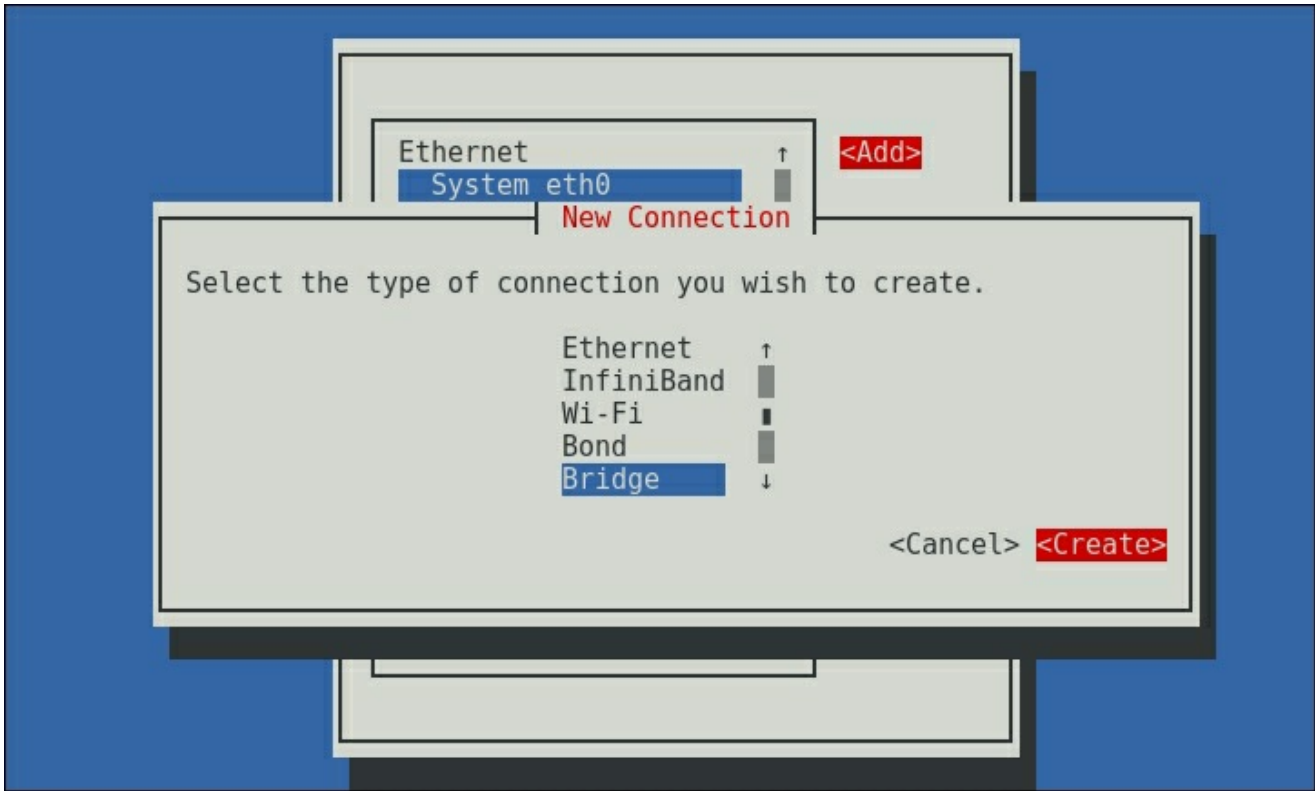 Ethernet ↑ <Add>
System eth0
New Connection
Select the type of connection you wish to create.
Ethernet ↑
InfiniBand
Wi-Fi
Bond
Bridge ↓
<Cancel> <Create>